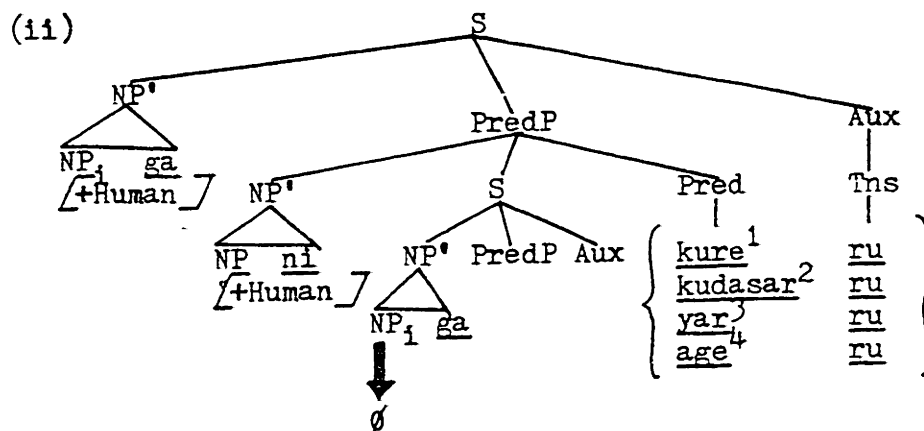 (ii)
S
NP' PredP Aux
NPi ga
[+Human]
NP' S Pred Tns
NP ni
[+Human]
NP' PredP Aux
kure¹ ru
kudasar² ru
yar³ ru
age⁴ ru
NPi ga
ø